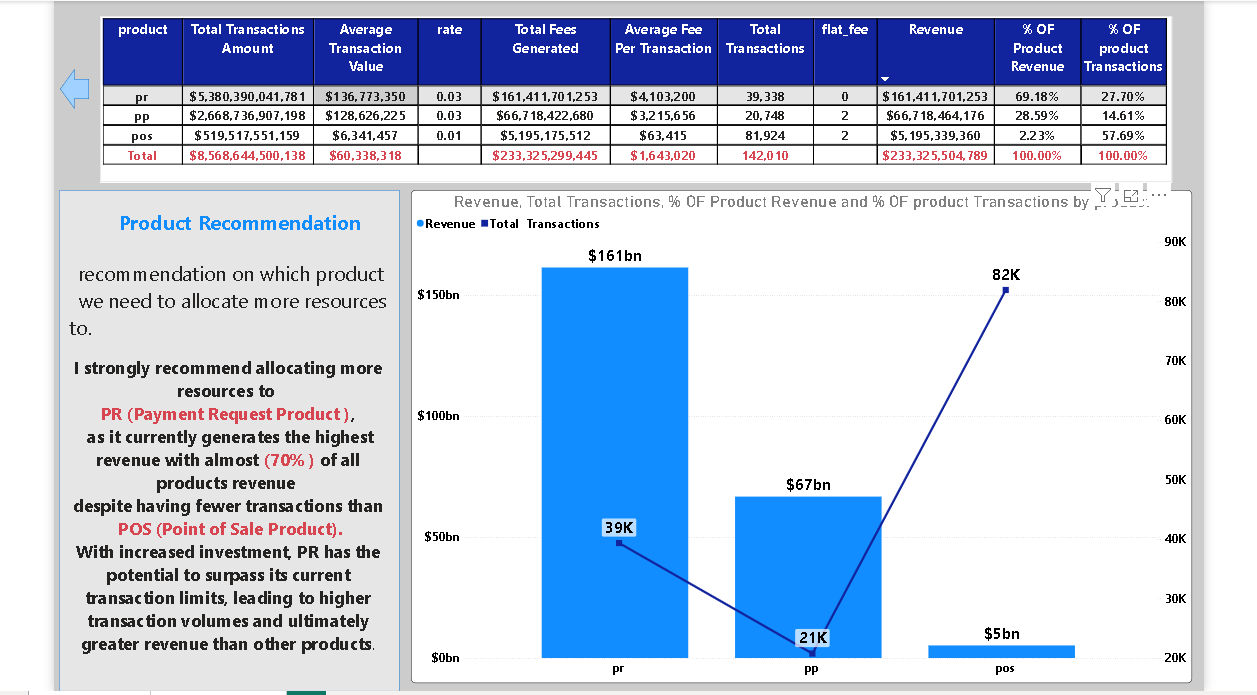 product Total Transactions Amount Average Transaction Value rate Total Fees Generated Average Fee Per Transaction Total Transactions flat_fee Revenue % OF Product Revenue % OF product Transactions
pr $5,380,390,041,781 $136,773,350 0.03 $161,411,701,253 $4,103,200 39,338 0 $161,411,701,253 69.18% 27.70%
pp $2,668,736,907,198 $128,626,225 0.03 $66,718,422,680 $3,215,656 20,748 2 $66,718,464,176 28.59% 14.61%
pos $519,517,551,159 $6,341,457 0.01 $5,195,175,512 $63,415 81,924 2 $5,195,339,360 2.23% 57.69%
Total $8,568,644,500,138 $60,338,318 $233,325,299,445 $1,643,020 142,010 $233,325,504,789 100.00% 100.00%
Product Recommendation
recommendation on which product
we need to allocate more resources
to.
I strongly recommend allocating more
resources to
PR (Payment Request Product ),
as it currently generates the highest
revenue with almost (70% ) of all
products revenue
despite having fewer transactions than
POS (Point of Sale Product).
With increased investment, PR has the
potential to surpass its current
transaction limits, leading to higher
transaction volumes and ultimately
greater revenue than other products.
Revenue, Total Transactions, % OF Product Revenue and % OF product Transactions by
Revenue Total Transactions
90K
$161bn
82K
$150bn
80K
70K
$100bn
60K
$67bn
50K
39K
$50bn
40K
30K
21K
$5bn
$0bn
20K
pr pp pos